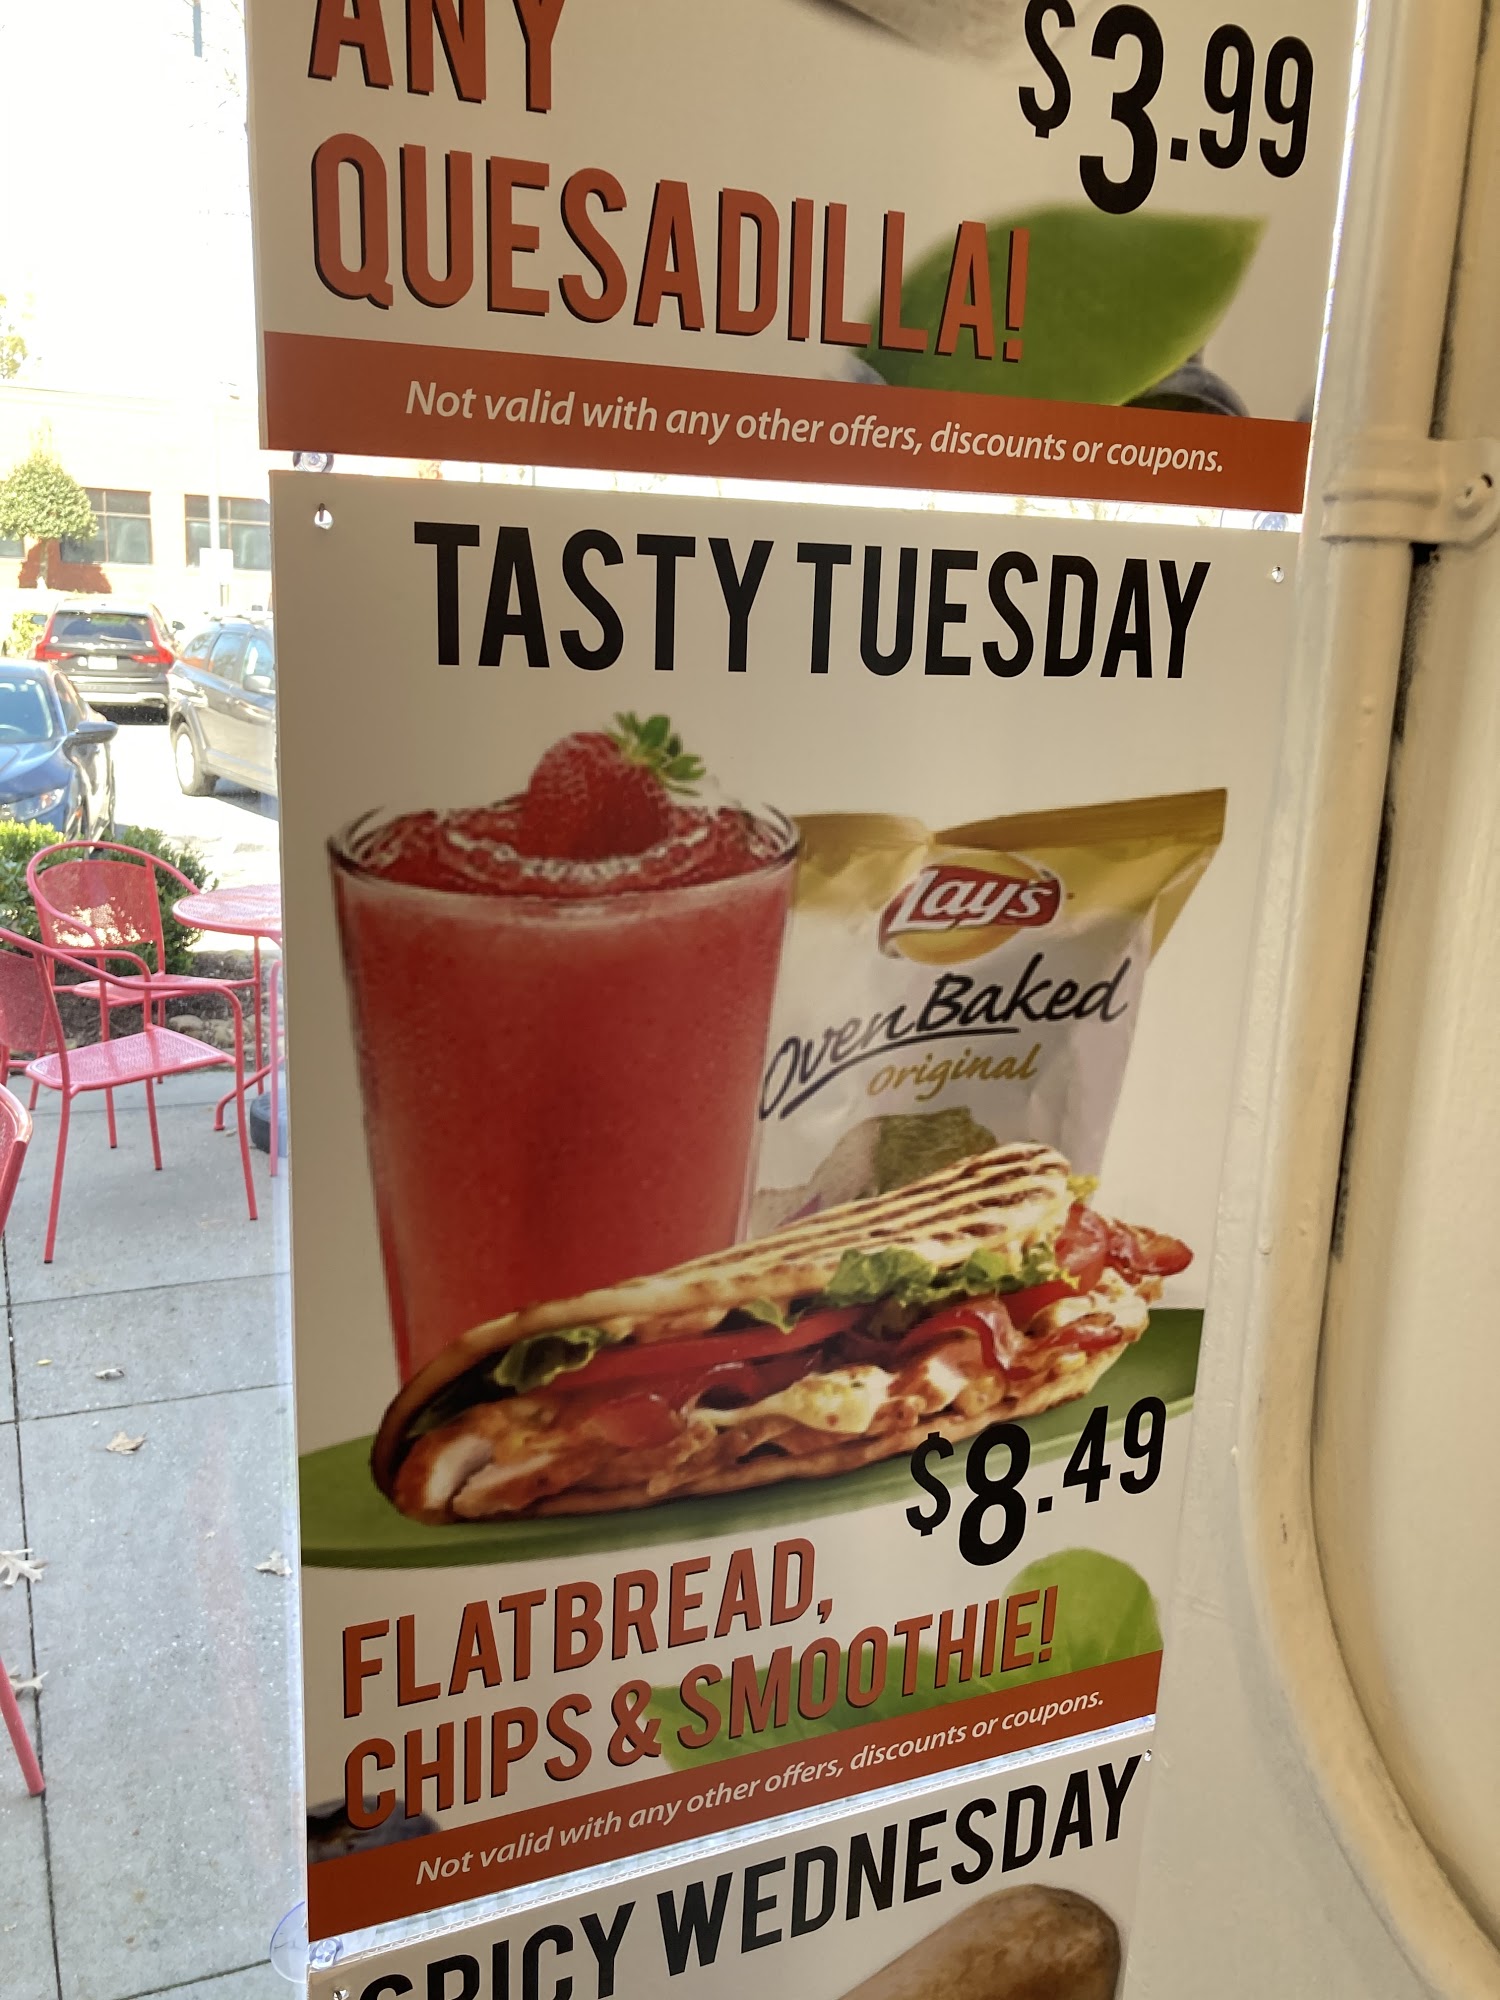 ANY
$3.99
QUESADILLA!
Not valid with any other offers, discounts or coupons.
TASTY TUESDAY
Lay's
Oven Baked
Original
$8.49
FLATBREAD,
CHIPS & SMOOTHIE!
Not valid with any other offers, discounts or coupons.
SPICY WEDNESDAY